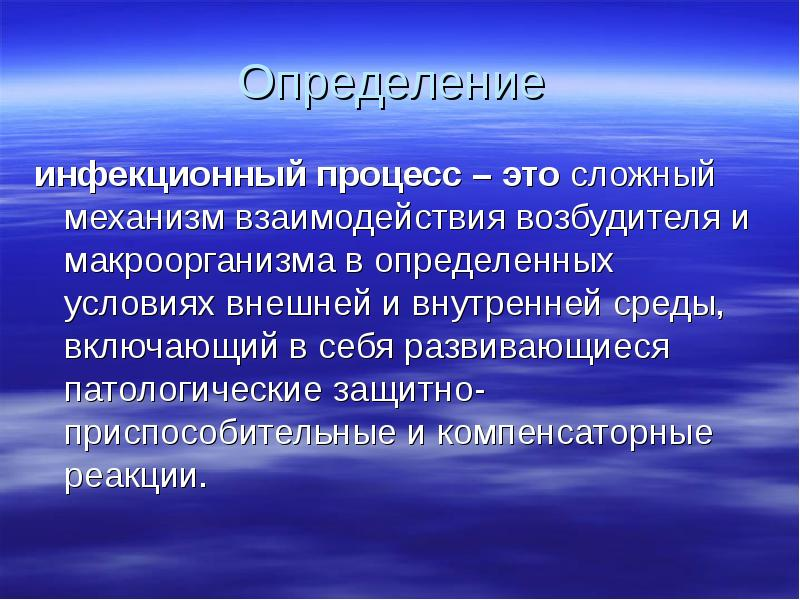 Определение
инфекционный процесс – это сложный
механизм взаимодействия возбудителя и
макроорганизма в определенных
условиях внешней и внутренней среды,
включающий в себя развивающиеся
патологические защитно-
приспособительные и компенсаторные
реакции.